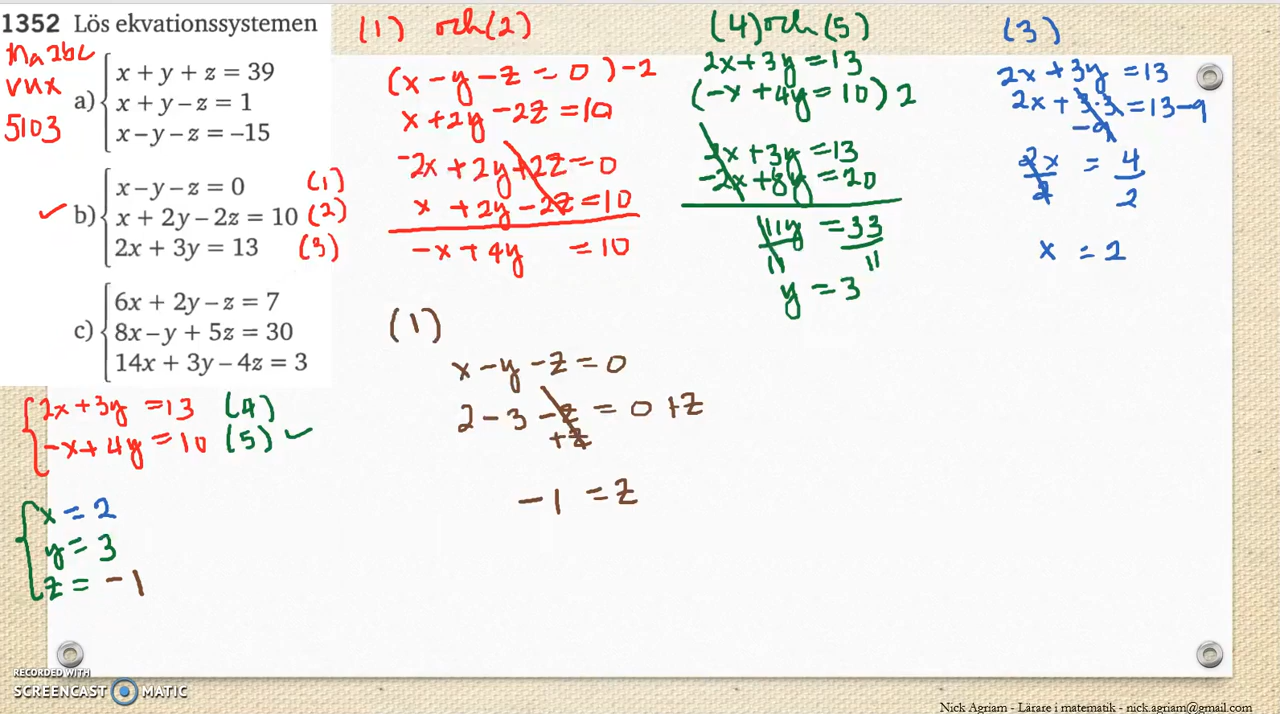 1352 Lös ekvationssystemen
Ma 2bc
vux
5103
a) x + y + z = 39
x + y – z = 1
x – y – z = –15
b) x – y – z = 0 (1)
x + 2y – 2z = 10 (2)
2x + 3y = 13 (3)
c) 6x + 2y – z = 7
8x – y + 5z = 30
14x + 3y – 4z = 3
2x+3y =13 (4)
-x+4y = 10 (5)
x = 2
y = 3
z = -1
(1) och (2)
(x - y - z = 0) -2
x + 2y - 2z = 10
-2x + 2y + 2z = 0
x + 2y - 2z = 10
-x + 4y = 10
(1)
x - y - z = 0
2 - 3 - z = 0 + z
+z
-1 = z
(4) och (5)
2x + 3y = 13
(-x + 4y = 10) 2
2x + 3y = 13
-2x + 8y = 20
11y = 33
11 11
y = 3
(3)
2x + 3y = 13
2x + 3·3 = 13-9
-9
2x = 4
2 2
x = 2
RECORDED WITH
SCREENCAST MATIC
Nick Agriam - Lärare i matematik - nick.agriam@gmail.com